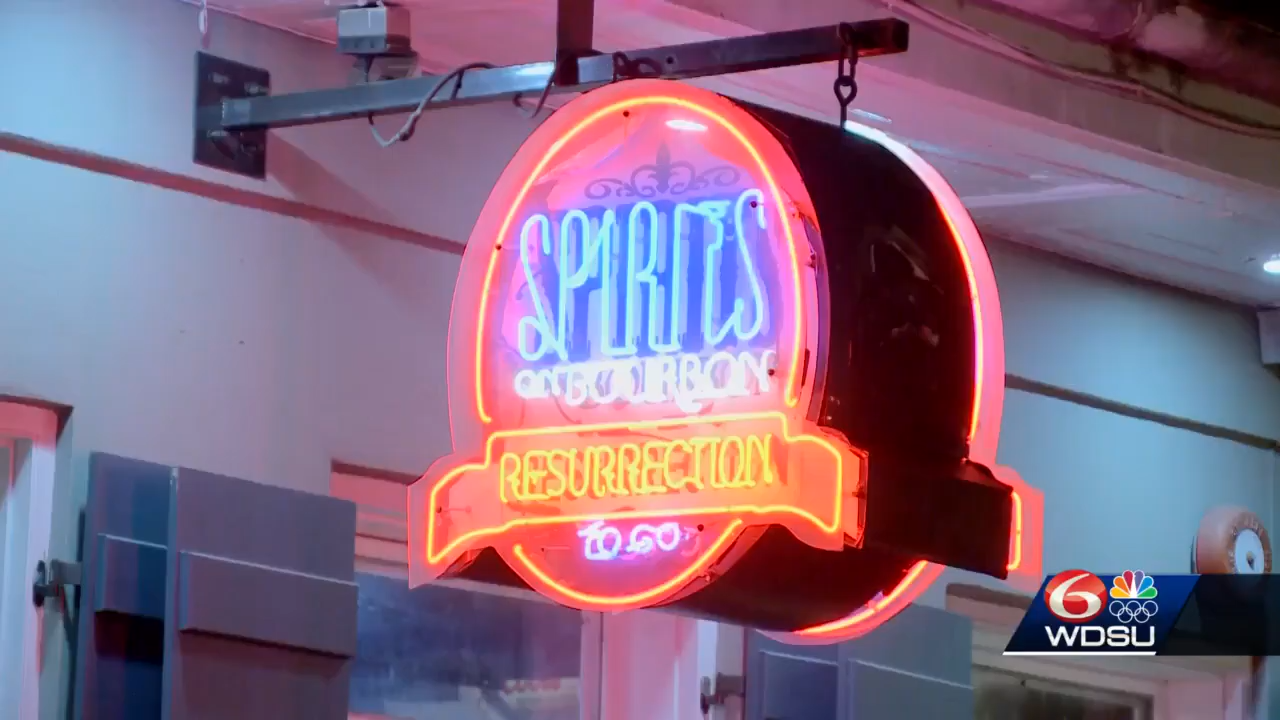 SPIRITS
ON BOURBON
RESURRECTION
TO GO
6
WDSU